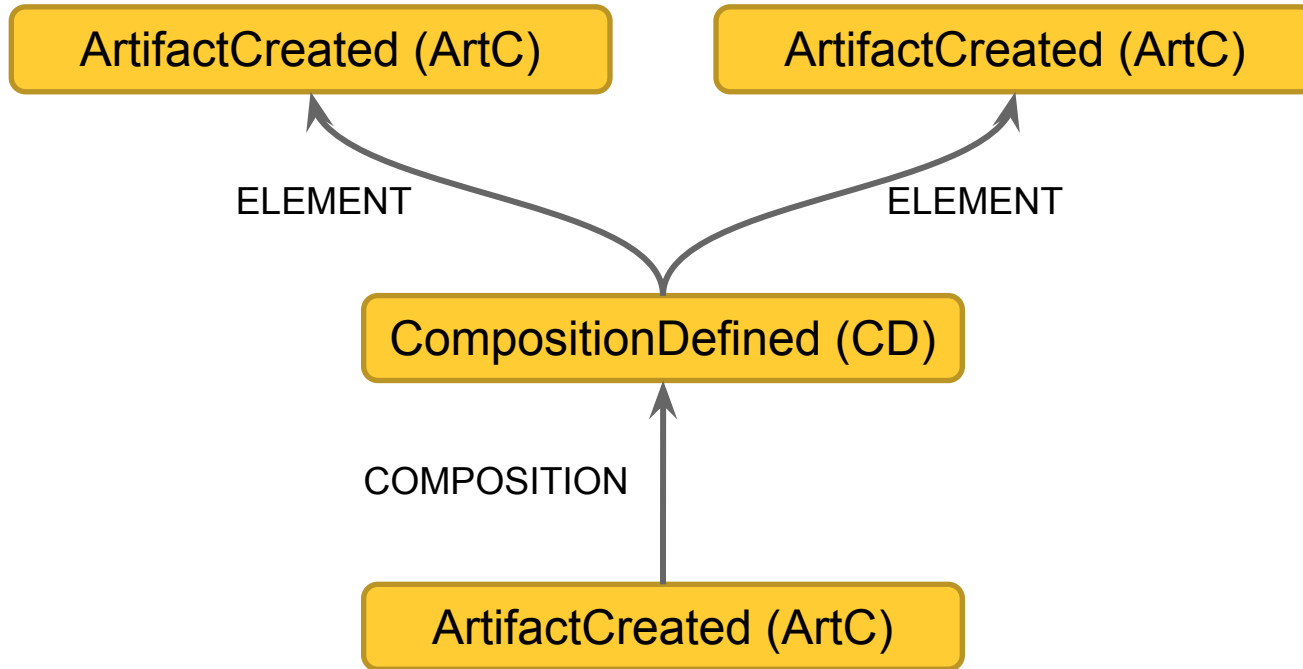 ArtifactCreated (ArtC)
ArtifactCreated (ArtC)
ELEMENT
ELEMENT
CompositionDefined (CD)
COMPOSITION
ArtifactCreated (ArtC)